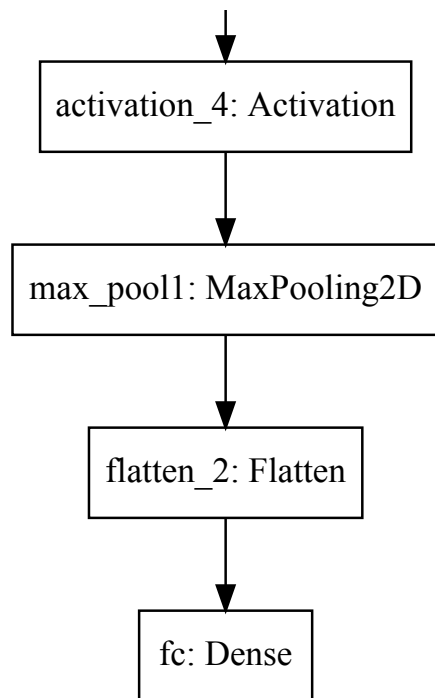 activation_4: Activation
max_pool1: MaxPooling2D
flatten_2: Flatten
fc: Dense